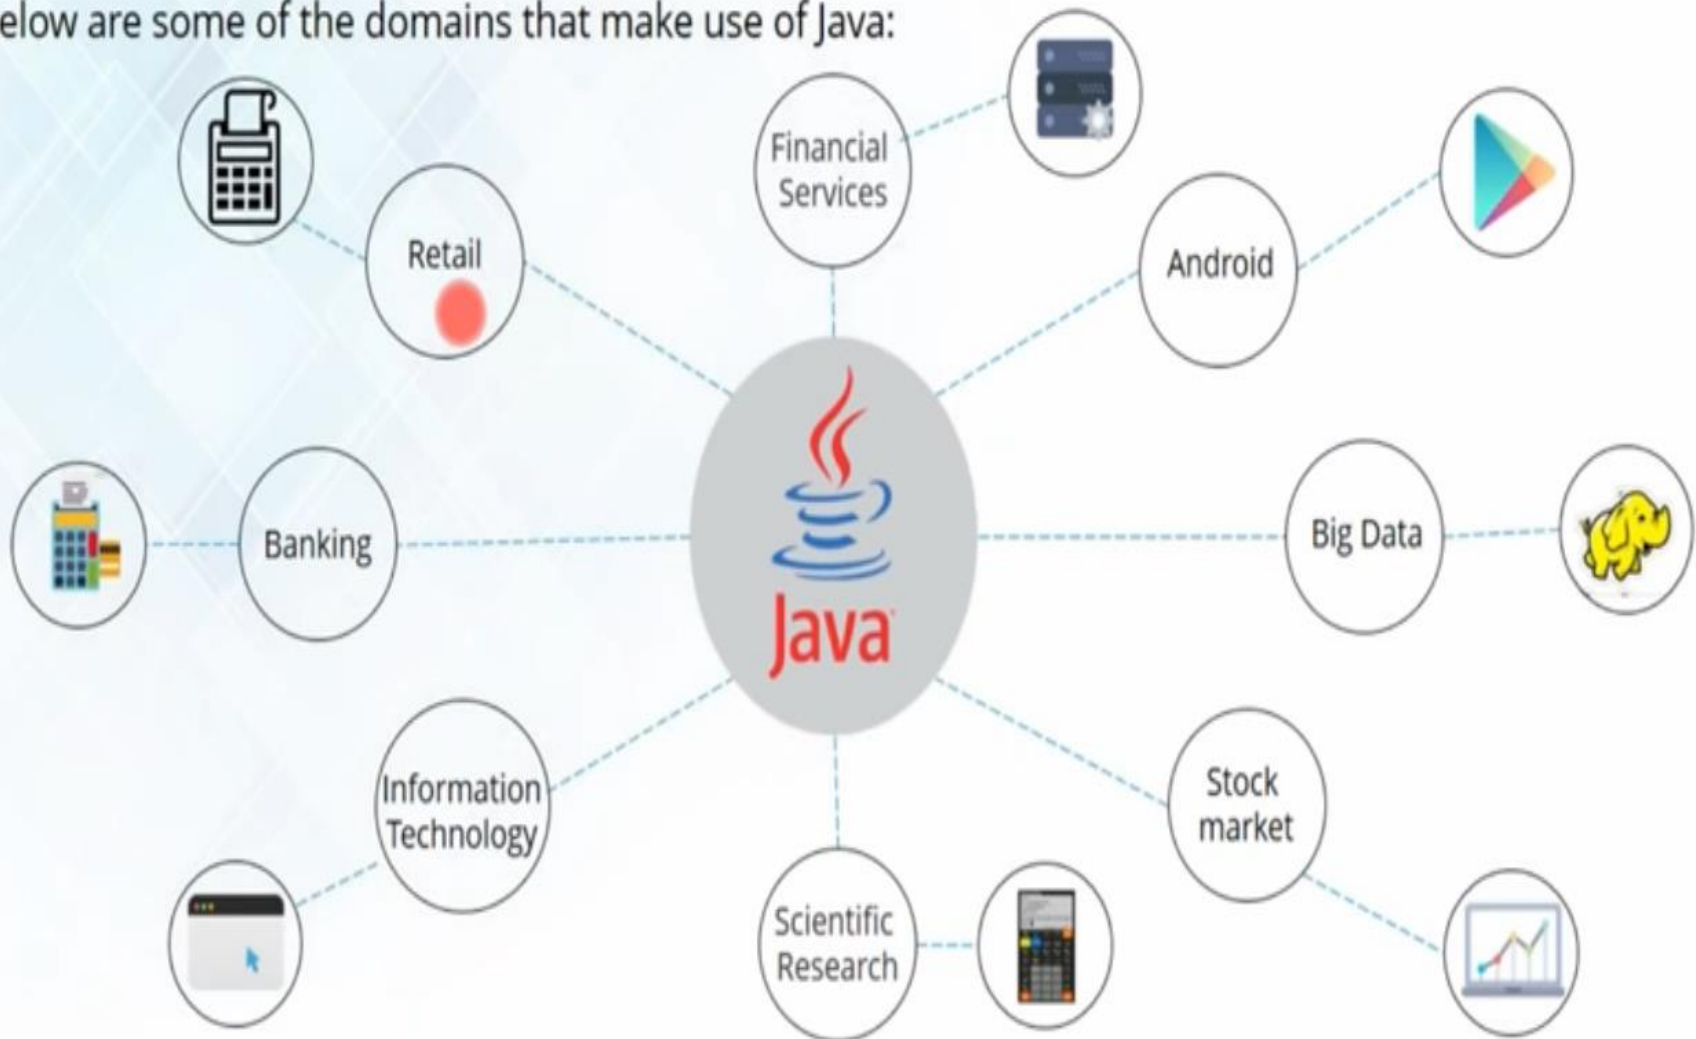 elow are some of the domains that make use of Java:
Financial
Services
Retail
Android
Java
Banking
Big Data
Information
Technology
Stock
market
Scientific
Research